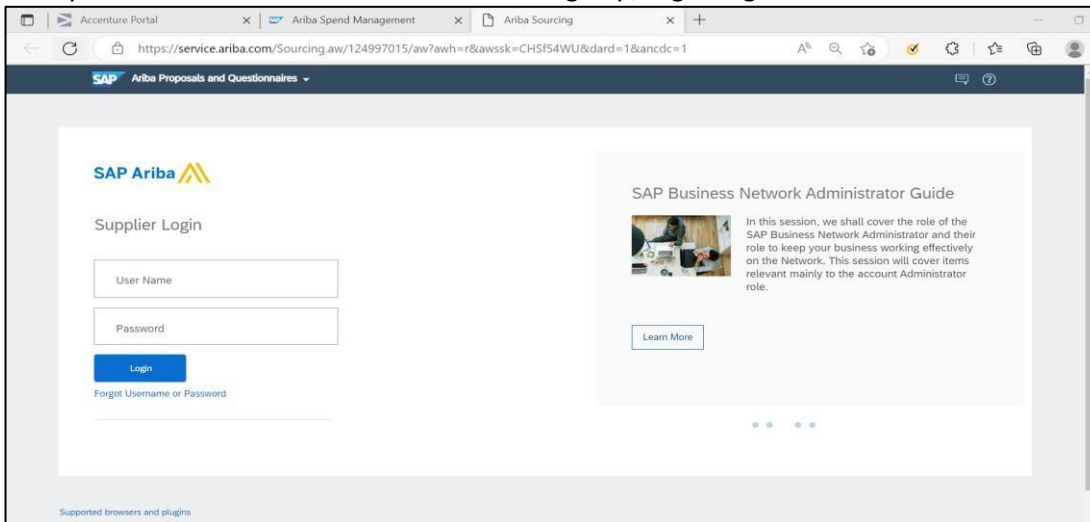 Accenture Portal
Ariba Spend Management
Ariba Sourcing
https://service.ariba.com/Sourcing.aw/124997015/aw?awh=r&awssk=CHSf54WU&dard=1&ancdc=1
SAP Ariba Proposals and Questionnaires
SAP Ariba
Supplier Login
User Name
Password
Login
Forgot Username or Password
SAP Business Network Administrator Guide
In this session, we shall cover the role of the
SAP Business Network Administrator and their
role to keep your business working effectively
on the Network. This session will cover items
relevant mainly to the account Administrator
role.
Learn More
Supported browsers and plugins